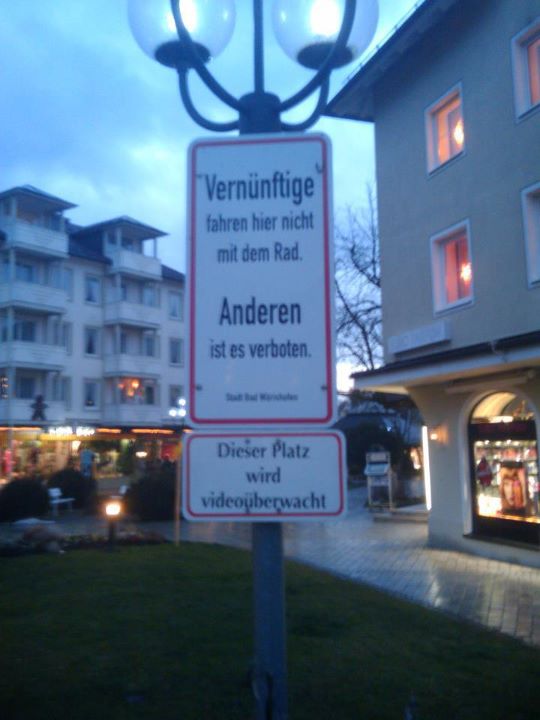 Vernünftige
fahren hier nicht
mit dem Rad.
Anderen
ist es verboten.
Stadt Bad Wörishofen
Dieser Platz
wird
videoüberwacht